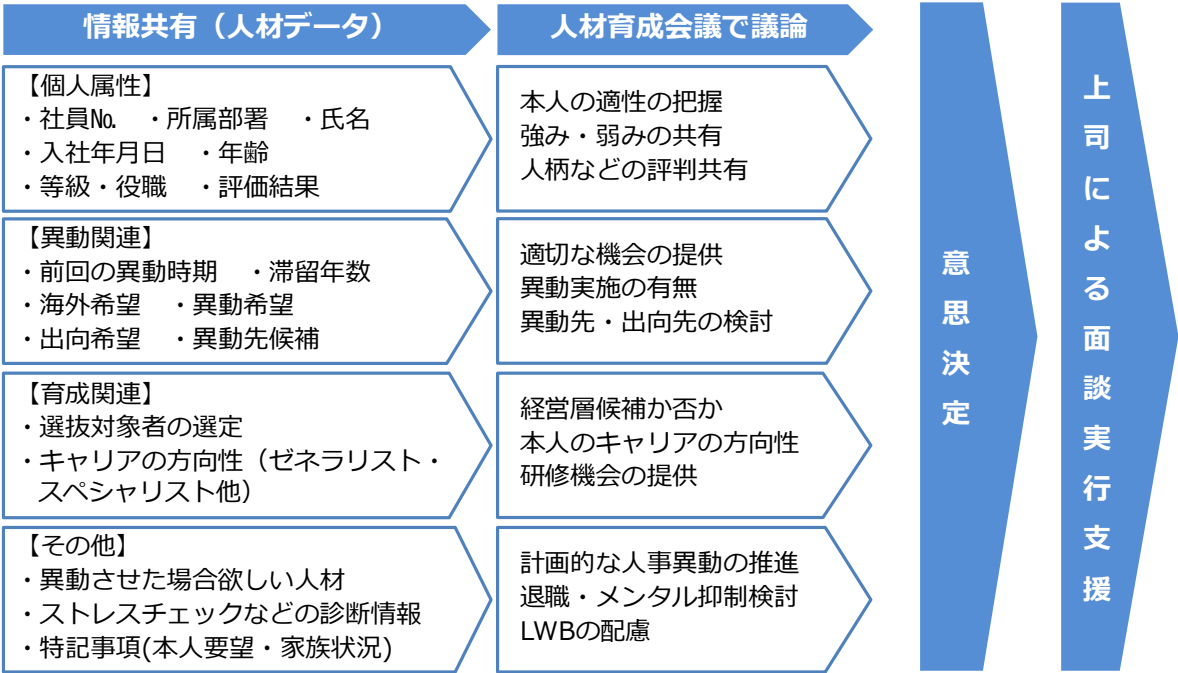 情報共有（人材データ）
人材育成会議で議論
【個人属性】
・社員№　・所属部署　・氏名
・入社年月日　・年齢
・等級・役職　・評価結果
本人の適性の把握
強み・弱みの共有
人柄などの評判共有
【異動関連】
・前回の異動時期　・滞留年数
・海外希望　・異動希望
・出向希望　・異動先候補
適切な機会の提供
異動実施の有無
異動先・出向先の検討
【育成関連】
・選抜対象者の選定
・キャリアの方向性（ゼネラリスト・
スペシャリスト他）
経営層候補か否か
本人のキャリアの方向性
研修機会の提供
【その他】
・異動させた場合欲しい人材
・ストレスチェックなどの診断情報
・特記事項(本人要望・家族状況)
計画的な人事異動の推進
退職・メンタル抑制検討
LWBの配慮
意思決定
上司による面談実行支援